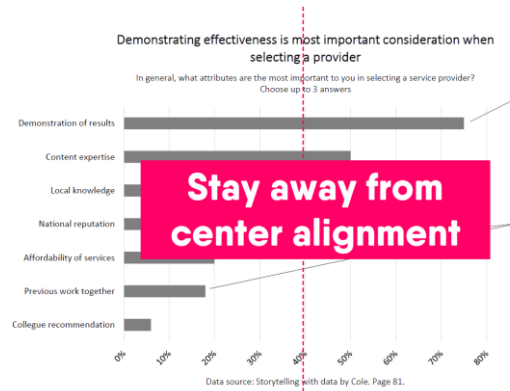 Demonstrating effectiveness is most important consideration when
selecting a provider
In general, what attributes are the most important to you in selecting a service provider?
Choose up to 3 answers
Demonstration of results
Content expertise
Local knowledge
National reputation
Affordability of services
Previous work together
Collegue recommendation
Stay away from
center alignment
0%
10%
20%
30%
40%
50%
60%
70%
80%
Data source: Storytelling with data by Cole. Page 81.